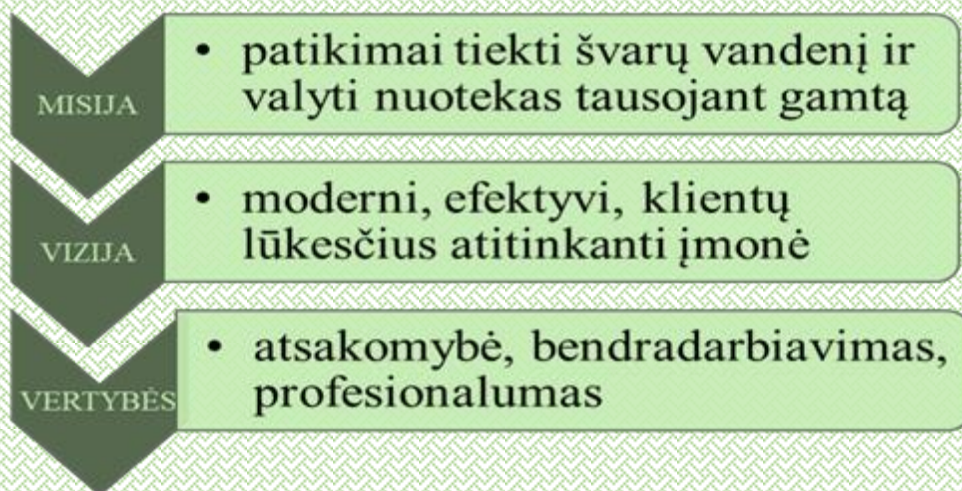 MISIJA
• patikimai tiekti švarų vandenį ir
valyti nuotekas tausojant gamtą
VIZIJA
• moderni, efektyvi, klientų
lūkesčius atitinkanti įmonė
VERTYBĖS
• atsakomybė, bendradarbiavimas,
profesionalumas